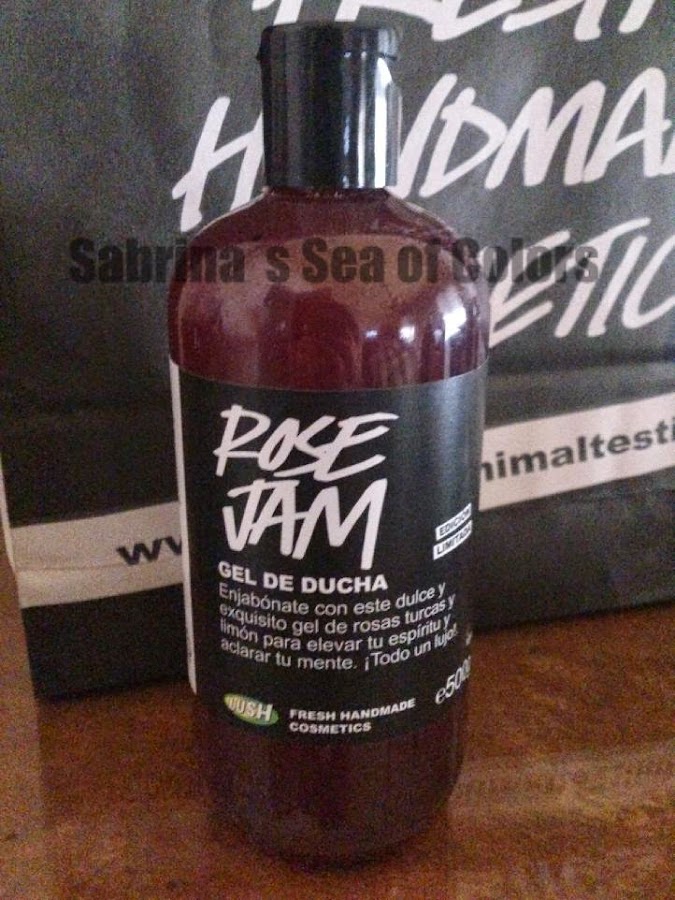 FRESH
HANDMA
ETIC
Sabrina´s Sea of Colors
nimaltesti
ww
ROSE
JAM
EDICIÓN
LIMITADA
GEL DE DUCHA
Enjabónate con este dulce y
exquisito gel de rosas turcas y
limón para elevar tu espíritu y
aclarar tu mente. ¡Todo un lujo!.
e500
LUSH
FRESH HANDMADE
COSMETICS